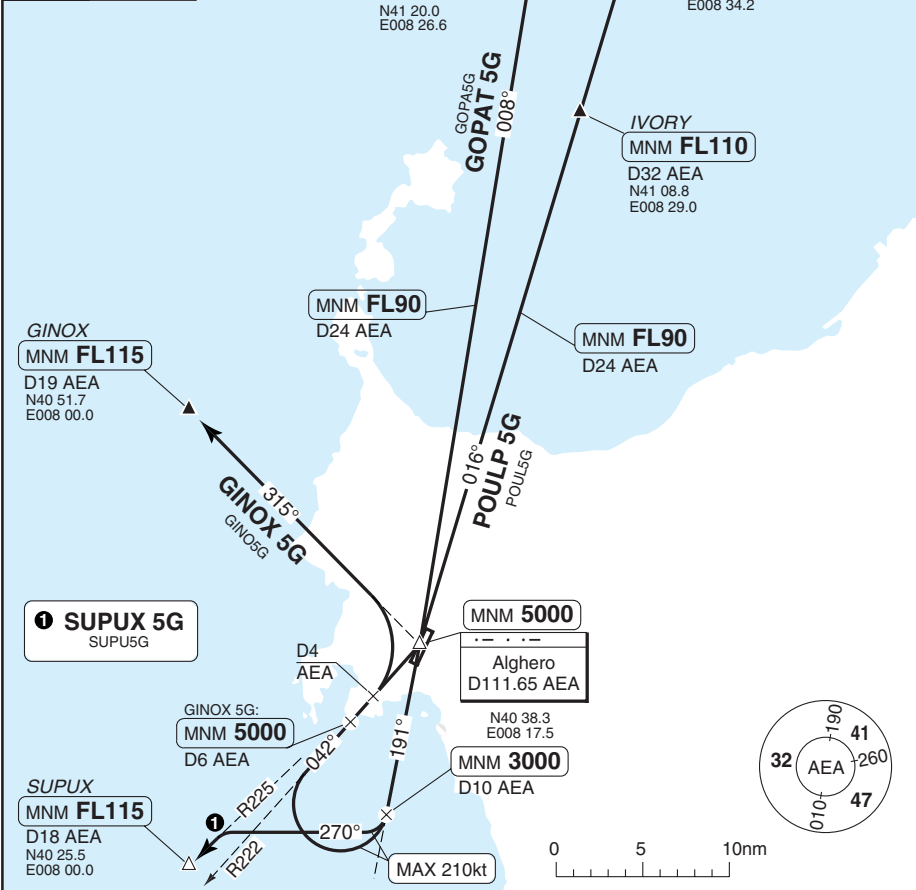 N41 20.0
E008 26.6
E008 34.2
GOPA5G
GOPAT 5G
008°
IVORY
MNM FL110
D32 AEA
N41 08.8
E008 29.0
MNM FL90
D24 AEA
MNM FL90
D24 AEA
GINOX
MNM FL115
D19 AEA
N40 51.7
E008 00.0
315°
GINOX 5G
GINO5G
016°
POULP 5G
POUL5G
❶ SUPUX 5G
SUPU5G
MNM 5000
Alghero
D111.65 AEA
N40 38.3
E008 17.5
D4
AEA
GINOX 5G:
MNM 5000
D6 AEA
042°
191°
MNM 3000
D10 AEA
SUPUX
MNM FL115
D18 AEA
N40 25.5
E008 00.0
❶
R225
R222
270°
MAX 210kt
0 5 10nm
190
41
32
AEA
260
010
47